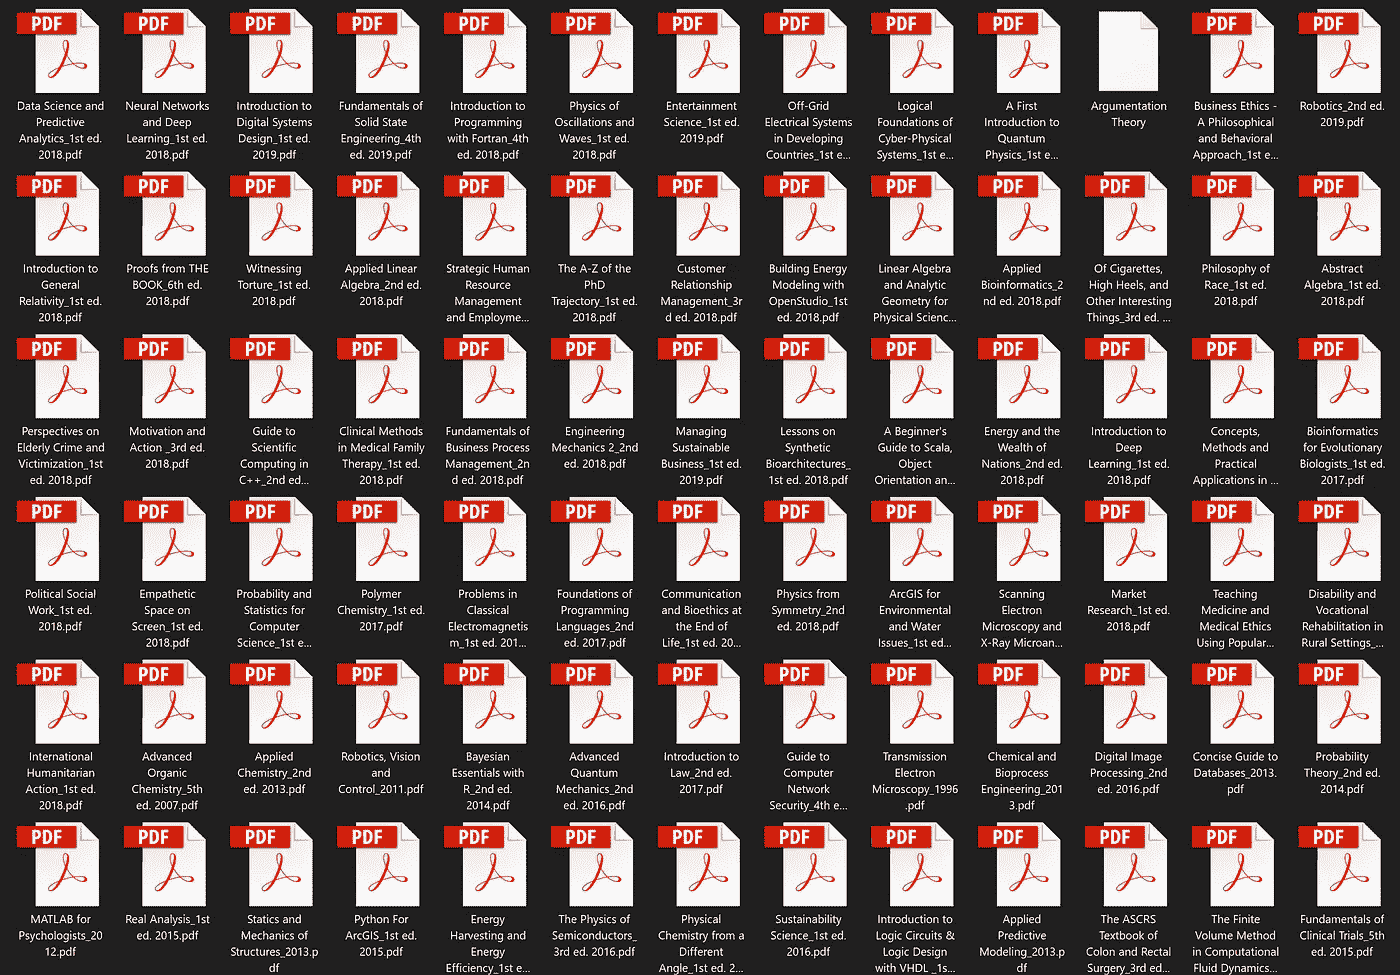 PDF
Data Science and
Predictive
Analytics_1st ed.
2018.pdf
PDF
Neural Networks
and Deep
Learning_1st ed.
2018.pdf
PDF
Introduction to
Digital Systems
Design_1st ed.
2019.pdf
PDF
Fundamentals of
Solid State
Engineering_4th
ed. 2019.pdf
PDF
Introduction to
Programming
with Fortran_4th
ed. 2018.pdf
PDF
Physics of
Oscillations and
Waves_1st ed.
2018.pdf
PDF
Entertainment
Science_1st ed.
2019.pdf
PDF
Off-Grid
Electrical Systems
in Developing
Countries_1st e...
PDF
Logical
Foundations of
Cyber-Physical
Systems_1st e...
PDF
A First
Introduction to
Quantum
Physics_1st e...
Argumentation
Theory
PDF
Business Ethics -
A Philosophical
and Behavioral
Approach_1st e...
PDF
Robotics_2nd ed.
2019.pdf
PDF
Introduction to
General
Relativity_1st ed.
2018.pdf
PDF
Proofs from THE
BOOK_6th ed.
2018.pdf
PDF
Witnessing
Torture_1st ed.
2018.pdf
PDF
Applied Linear
Algebra_2nd ed.
2018.pdf
PDF
Strategic Human
Resource
Management
and Employme...
PDF
The A-Z of the
PhD
Trajectory_1st ed.
2018.pdf
PDF
Customer
Relationship
Management_3r
d ed. 2018.pdf
PDF
Building Energy
Modeling with
OpenStudio_1st
ed. 2018.pdf
PDF
Linear Algebra
and Analytic
Geometry for
Physical Scienc...
PDF
Applied
Bioinformatics_2
nd ed. 2018.pdf
PDF
Of Cigarettes,
High Heels, and
Other Interesting
Things_3rd ed. ...
PDF
Philosophy of
Race_1st ed.
2018.pdf
PDF
Abstract
Algebra_1st ed.
2018.pdf
PDF
Perspectives on
Elderly Crime and
Victimization_1st
ed. 2018.pdf
PDF
Motivation and
Action _3rd ed.
2018.pdf
PDF
Guide to
Scientific
Computing in
C++_2nd ed...
PDF
Clinical Methods
in Medical Family
Therapy_1st ed.
2018.pdf
PDF
Fundamentals of
Business Process
Management_2n
d ed. 2018.pdf
PDF
Engineering
Mechanics 2_2nd
ed. 2018.pdf
PDF
Managing
Sustainable
Business_1st ed.
2019.pdf
PDF
Lessons on
Synthetic
Bioarchitectures_
1st ed. 2018.pdf
PDF
A Beginner's
Guide to Scala,
Object
Orientation an...
PDF
Energy and the
Wealth of
Nations_2nd ed.
2018.pdf
PDF
Introduction to
Deep
Learning_1st ed.
2018.pdf
PDF
Concepts,
Methods and
Practical
Applications in ...
PDF
Bioinformatics
for Evolutionary
Biologists_1st ed.
2017.pdf
PDF
Political Social
Work_1st ed.
2018.pdf
PDF
Empathetic
Space on
Screen_1st ed.
2018.pdf
PDF
Probability and
Statistics for
Computer
Science_1st e...
PDF
Polymer
Chemistry_1st ed.
2017.pdf
PDF
Problems in
Classical
Electromagnetis
m_1st ed. 201...
PDF
Foundations of
Programming
Languages_2nd
ed. 2017.pdf
PDF
Communication
and Bioethics at
the End of
Life_1st ed. 20...
PDF
Physics from
Symmetry_2nd
ed. 2018.pdf
PDF
ArcGIS for
Environmental
and Water
Issues_1st ed...
PDF
Scanning
Electron
Microscopy and
X-Ray Microan...
PDF
Market
Research_1st ed.
2018.pdf
PDF
Teaching
Medicine and
Medical Ethics
Using Popular...
PDF
Disability and
Vocational
Rehabilitation in
Rural Settings_...
PDF
International
Humanitarian
Action_1st ed.
2018.pdf
PDF
Advanced
Organic
Chemistry_5th
ed. 2007.pdf
PDF
Applied
Chemistry_2nd
ed. 2013.pdf
PDF
Robotics, Vision
and
Control_2011.pdf
PDF
Bayesian
Essentials with
R_2nd ed.
2014.pdf
PDF
Advanced
Quantum
Mechanics_2nd
ed. 2016.pdf
PDF
Introduction to
Law_2nd ed.
2017.pdf
PDF
Guide to
Computer
Network
Security_4th e...
PDF
Transmission
Electron
Microscopy_1996
.pdf
PDF
Chemical and
Bioprocess
Engineering_201
3.pdf
PDF
Digital Image
Processing_2nd
ed. 2016.pdf
PDF
Concise Guide to
Databases_2013.
pdf
PDF
Probability
Theory_2nd ed.
2014.pdf
PDF
MATLAB for
Psychologists_20
12.pdf
PDF
Real Analysis_1st
ed. 2015.pdf
PDF
Statics and
Mechanics of
Structures_2013.p
df
PDF
Python For
ArcGIS_1st ed.
2015.pdf
PDF
Energy
Harvesting and
Energy
Efficiency_1st e...
PDF
The Physics of
Semiconductors_
3rd ed. 2016.pdf
PDF
Physical
Chemistry from a
Different
Angle_1st ed. 2...
PDF
Sustainability
Science_1st ed.
2016.pdf
PDF
Introduction to
Logic Circuits &
Logic Design
with VHDL _1s...
PDF
Applied
Predictive
Modeling_2013.p
df
PDF
The ASCRS
Textbook of
Colon and Rectal
Surgery_3rd ed...
PDF
The Finite
Volume Method
in Computational
Fluid Dynamics...
PDF
Fundamentals of
Clinical Trials_5th
ed. 2015.pdf